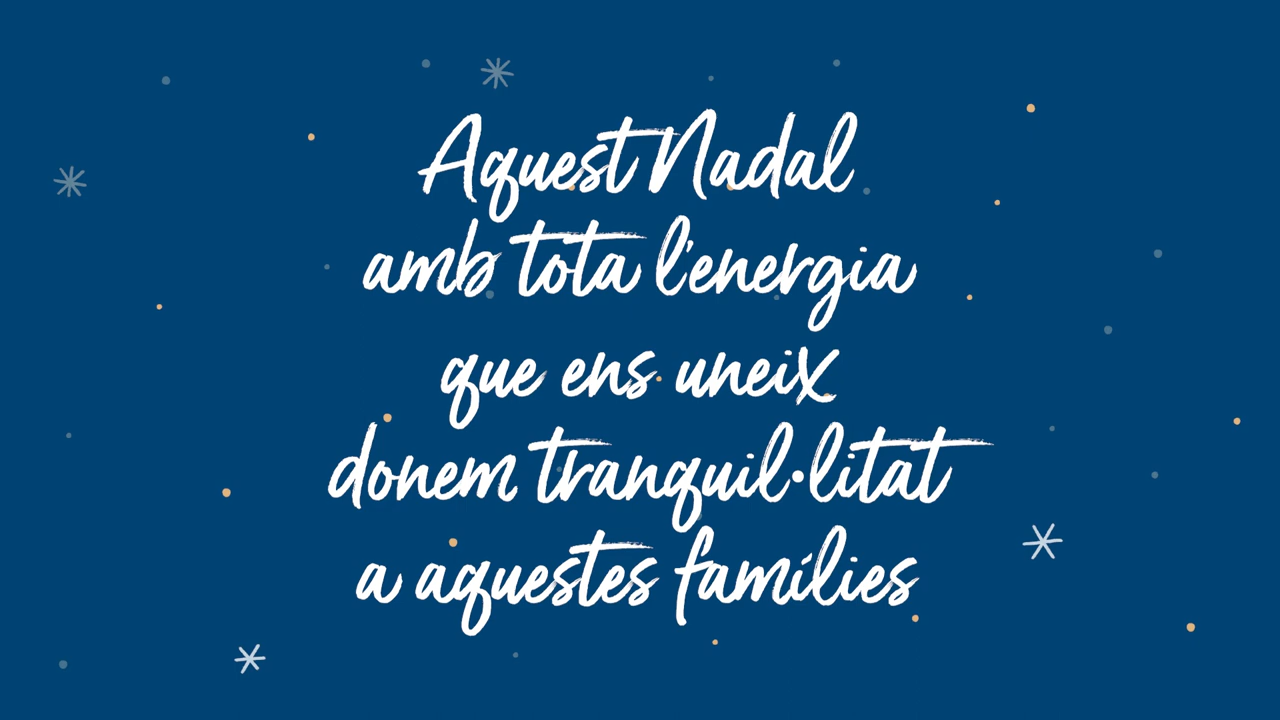 Aquest Nadal
amb tota l'energia
que ens uneix
donem tranquil·litat
a aquestes famílies